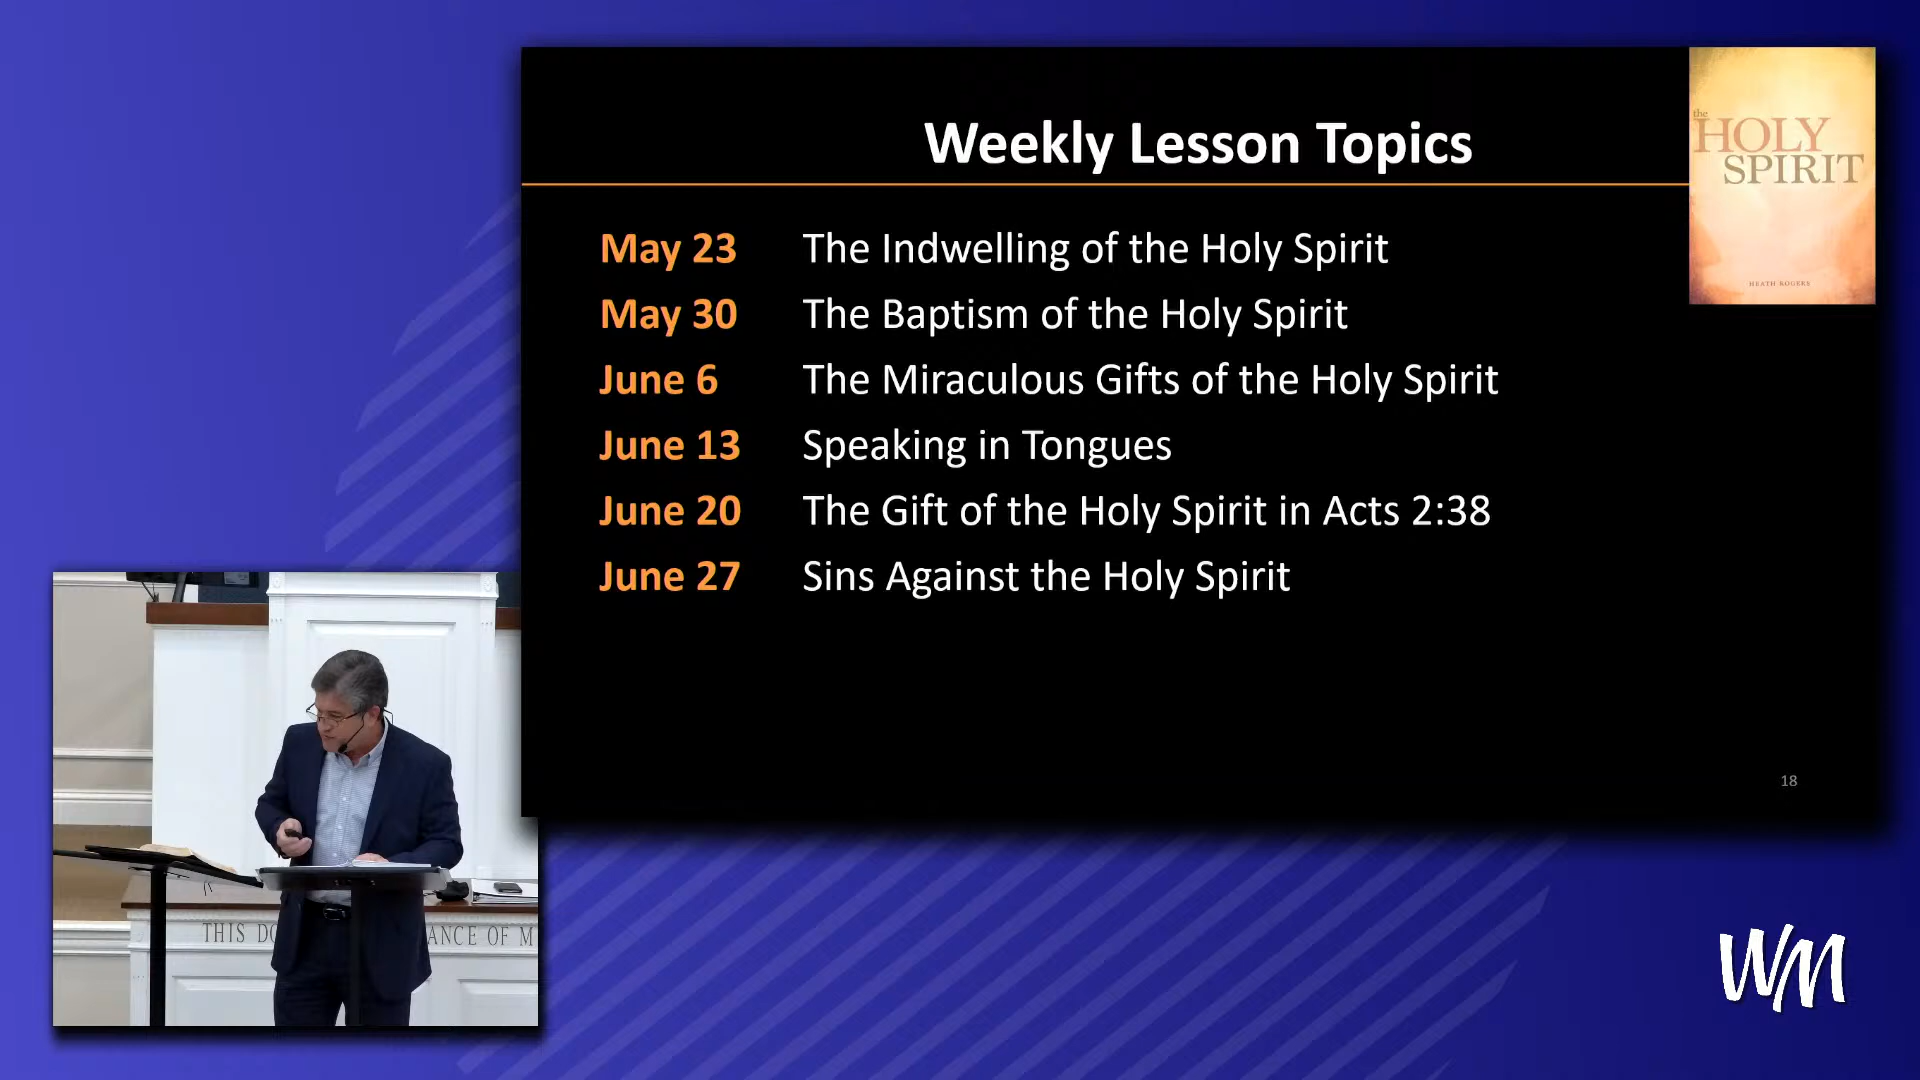 Weekly Lesson Topics
the
HOLY
SPIRIT
HEATH ROGERS
May 23 The Indwelling of the Holy Spirit
May 30 The Baptism of the Holy Spirit
June 6 The Miraculous Gifts of the Holy Spirit
June 13 Speaking in Tongues
June 20 The Gift of the Holy Spirit in Acts 2:38
June 27 Sins Against the Holy Spirit
18
THIS DO ANCE OF M
WM